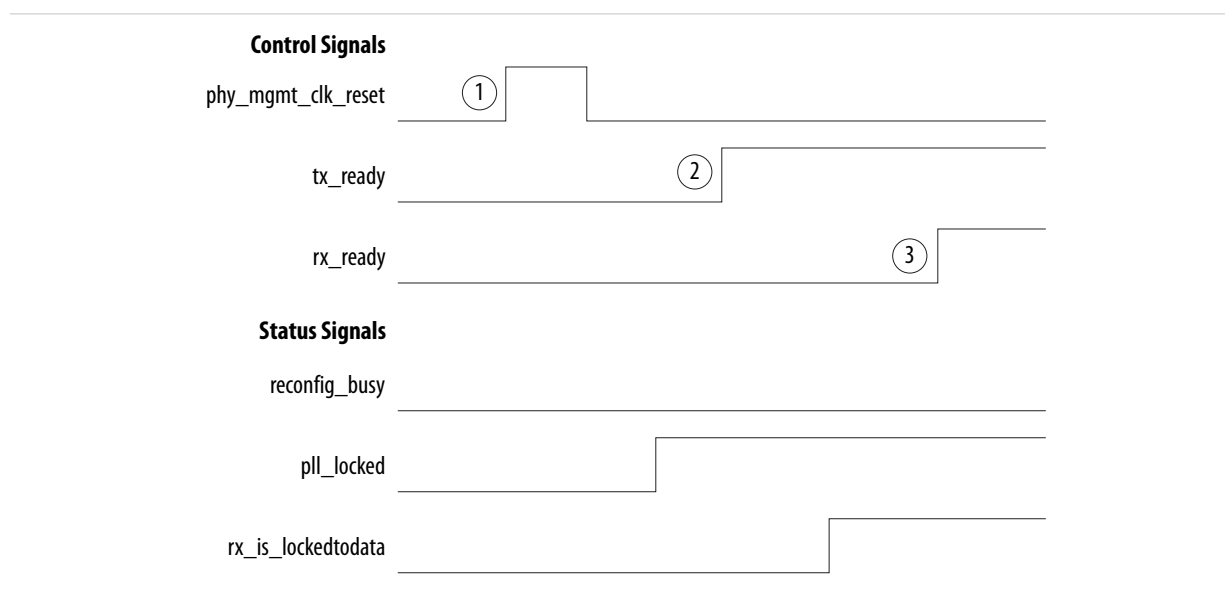 Control Signals
phy_mgmt_clk_reset
1
tx_ready
2
rx_ready
3
Status Signals
reconfig_busy
pll_locked
rx_is_lockedtodata